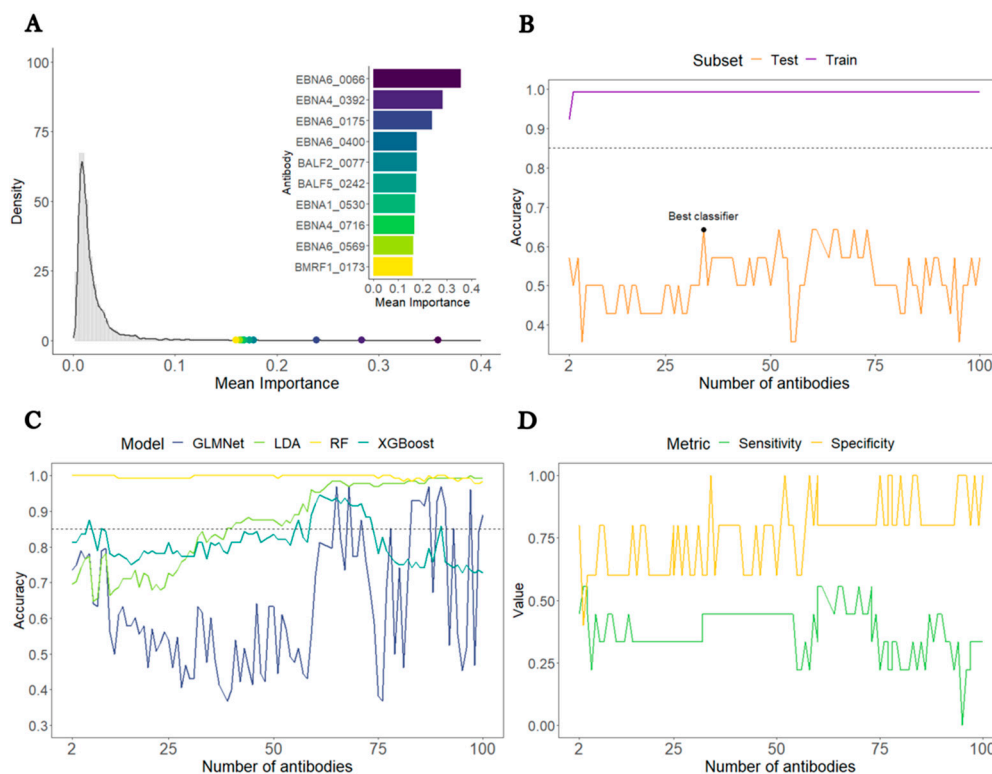 A
100
75
50
25
0
Density
0.0
0.1
0.2
0.3
0.4
Mean Importance
EBNA6_0066
EBNA4_0392
EBNA6_0175
EBNA6_0400
BALF2_0077
BALF5_0242
EBNA1_0530
EBNA4_0716
EBNA6_0569
BMRF1_0173
Antibody
0.0 0.1 0.2 0.3 0.4
Mean Importance
B
Subset Test Train
1.0
0.9
0.8
0.7
0.6
0.5
0.4
Accuracy
Best classifier
2 25 50 75 100
Number of antibodies
C
Model GLMNet LDA RF XGBoost
1.0
0.9
0.8
0.7
0.6
0.5
0.4
0.3
Accuracy
2 25 50 75 100
Number of antibodies
D
Metric Sensitivity Specificity
1.00
0.75
0.50
0.25
0.00
Value
2 25 50 75 100
Number of antibodies